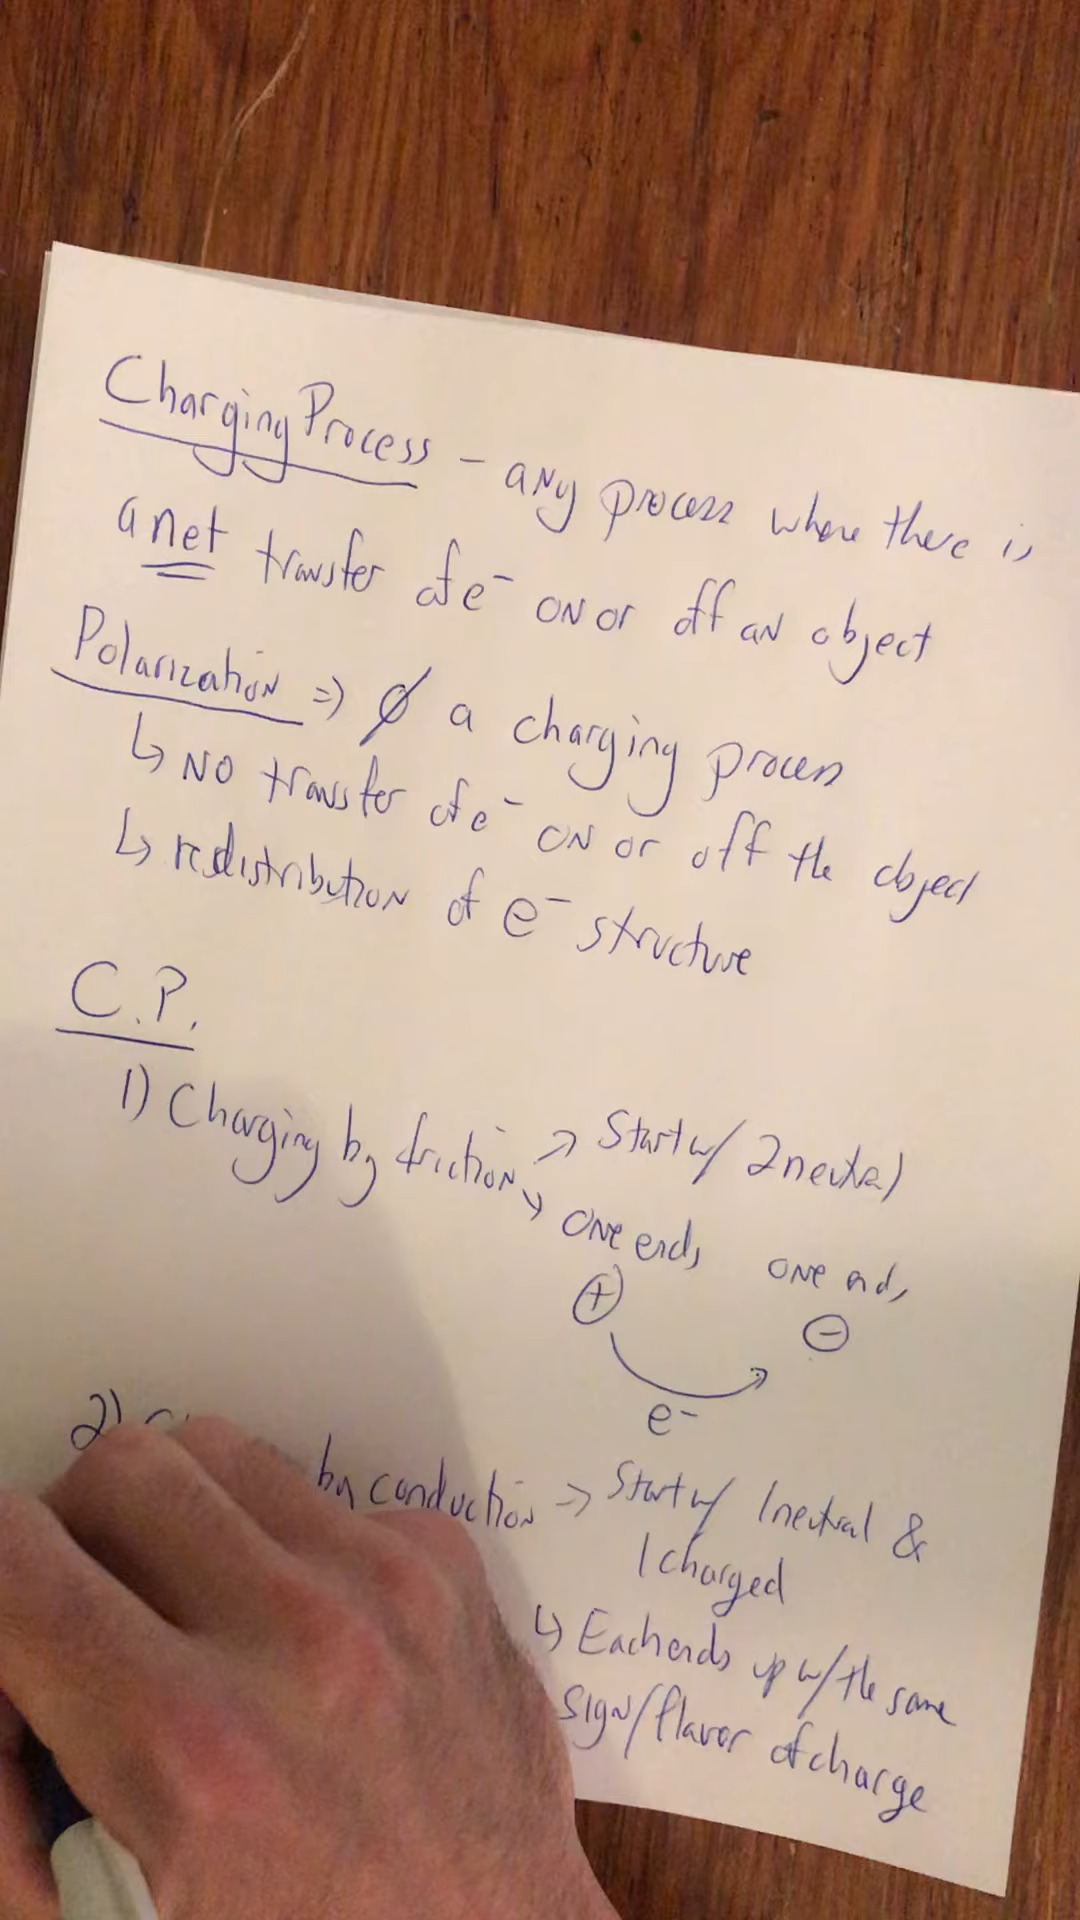 Charging Process - any process where there is
a net transfer of e⁻ on or off an object
Polarization => Ø a charging process
↳ No transfer of e⁻ on or off the object
↳ redistribution of e⁻ structure
C.P.
1) Charging by friction → Start w/ 2 neutral
↘ one ends one ends
⊕ ⊖
e⁻
2) by conduction => Start w/ 1 neutral &
1 charged
↳ Each ends up w/ the same
sign/flavor of charge